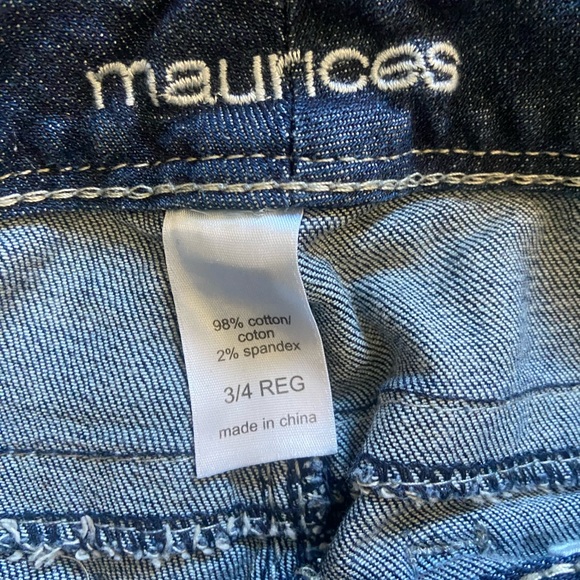 maurices
98% cotton/
coton
2% spandex
3/4 REG
made in china